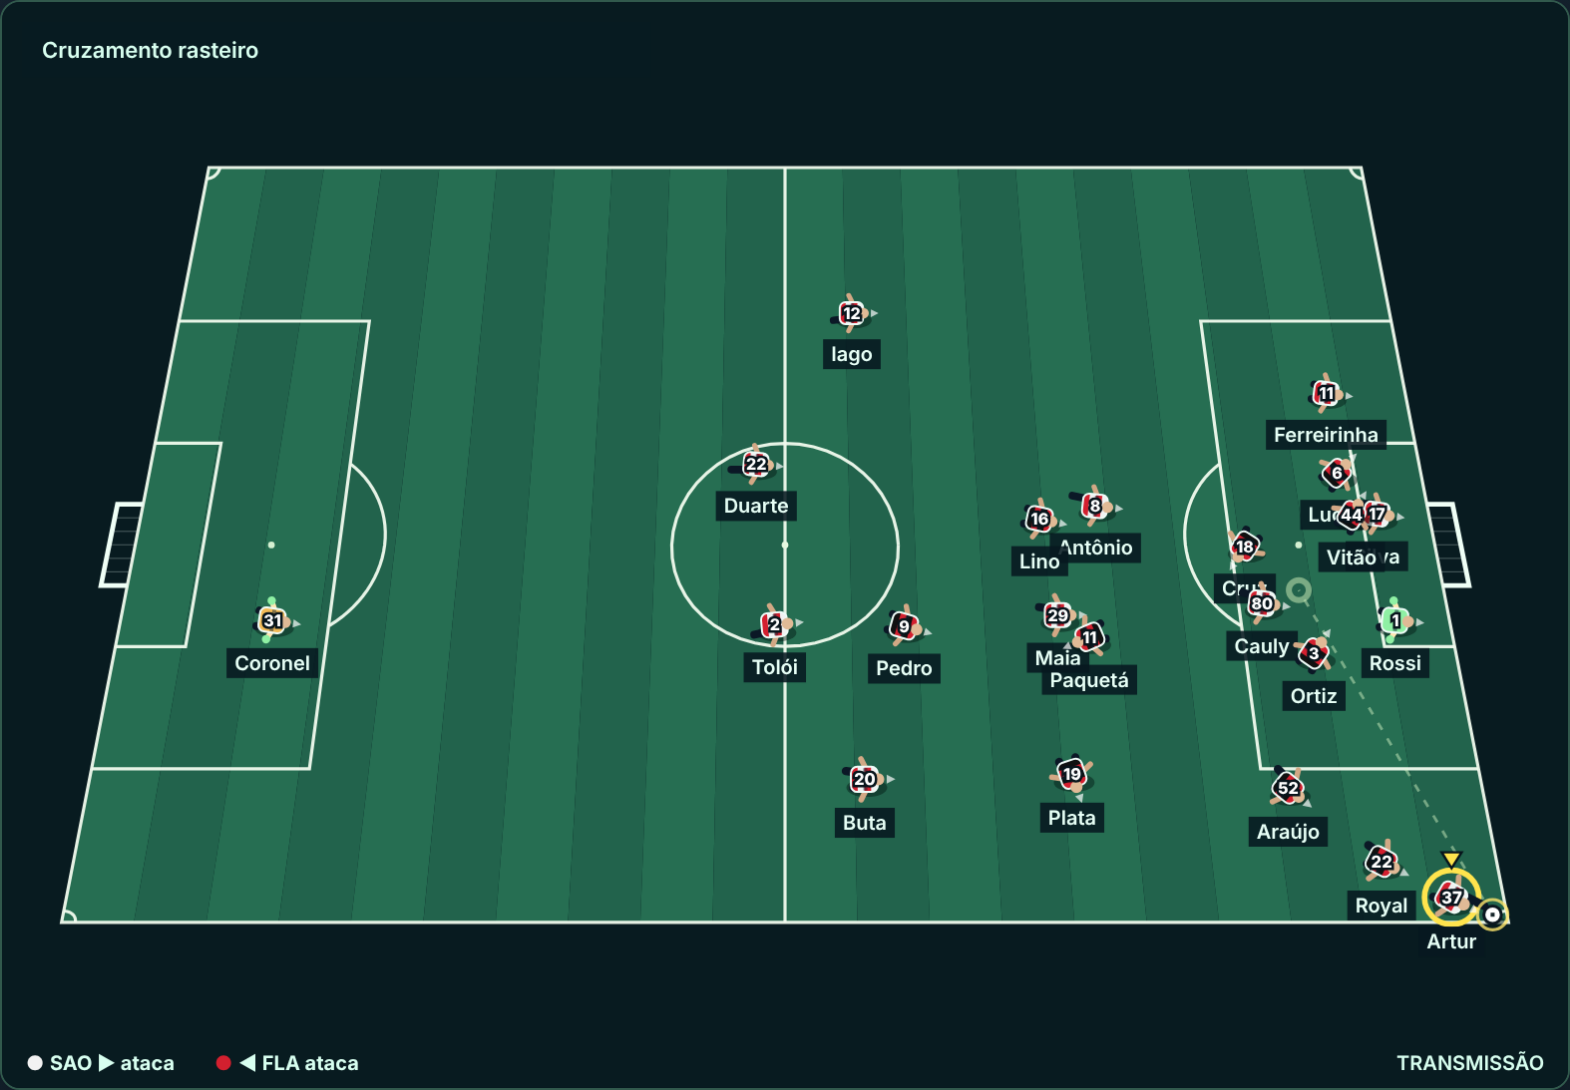 Cruzamento rasteiro
12
Iago
11
Ferreirinha
22
Duarte
6
16
Lino
8
Antônio
44
17
Vitão
18
80
Cauly
31
Coronel
2
Tolói
9
Pedro
29
Maia
11
Paquetá
3
Ortiz
1
Rossi
20
Buta
19
Plata
52
Araújo
22
Royal
37
Artur
SAO ▶ ataca
◀ FLA ataca
TRANSMISSÃO